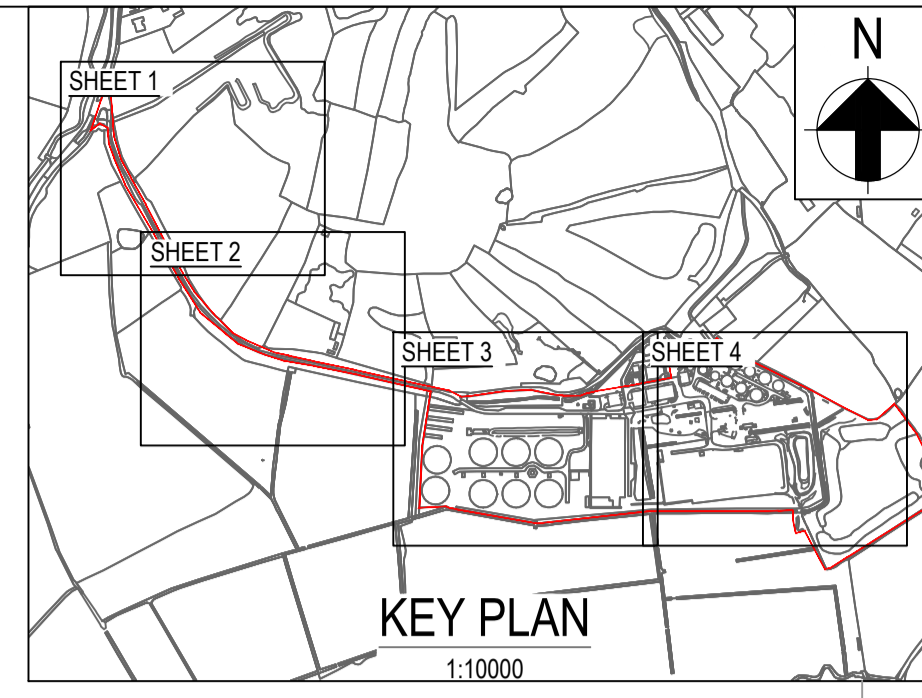 SHEET 1
N
SHEET 2
SHEET 3
SHEET 4
KEY PLAN
1:10000